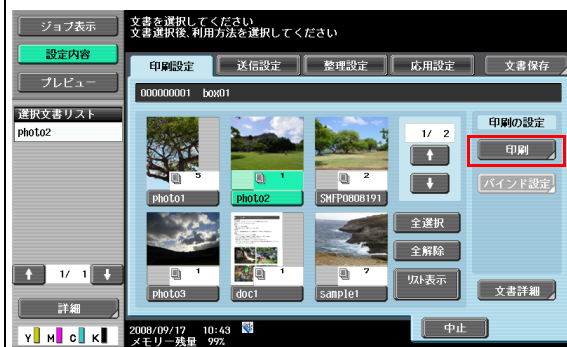 ジョブ表示
設定内容
プレビュー
選択文書リスト
photo2
1/ 1
詳細
Y M C K
文書を選択してください
文書選択後、利用方法を選択してください
印刷設定 送信設定 整理設定 応用設定 文書保存
000000001 box01
5 1 2
photo1 photo2 SMFP0808191
1 1 7
photo3 doc1 sample1
1/ 2
全選択
全解除
リスト表示
印刷の設定
印刷
バインド設定
文書詳細
2008/09/17 10:43
メモリー残量 99%
中止